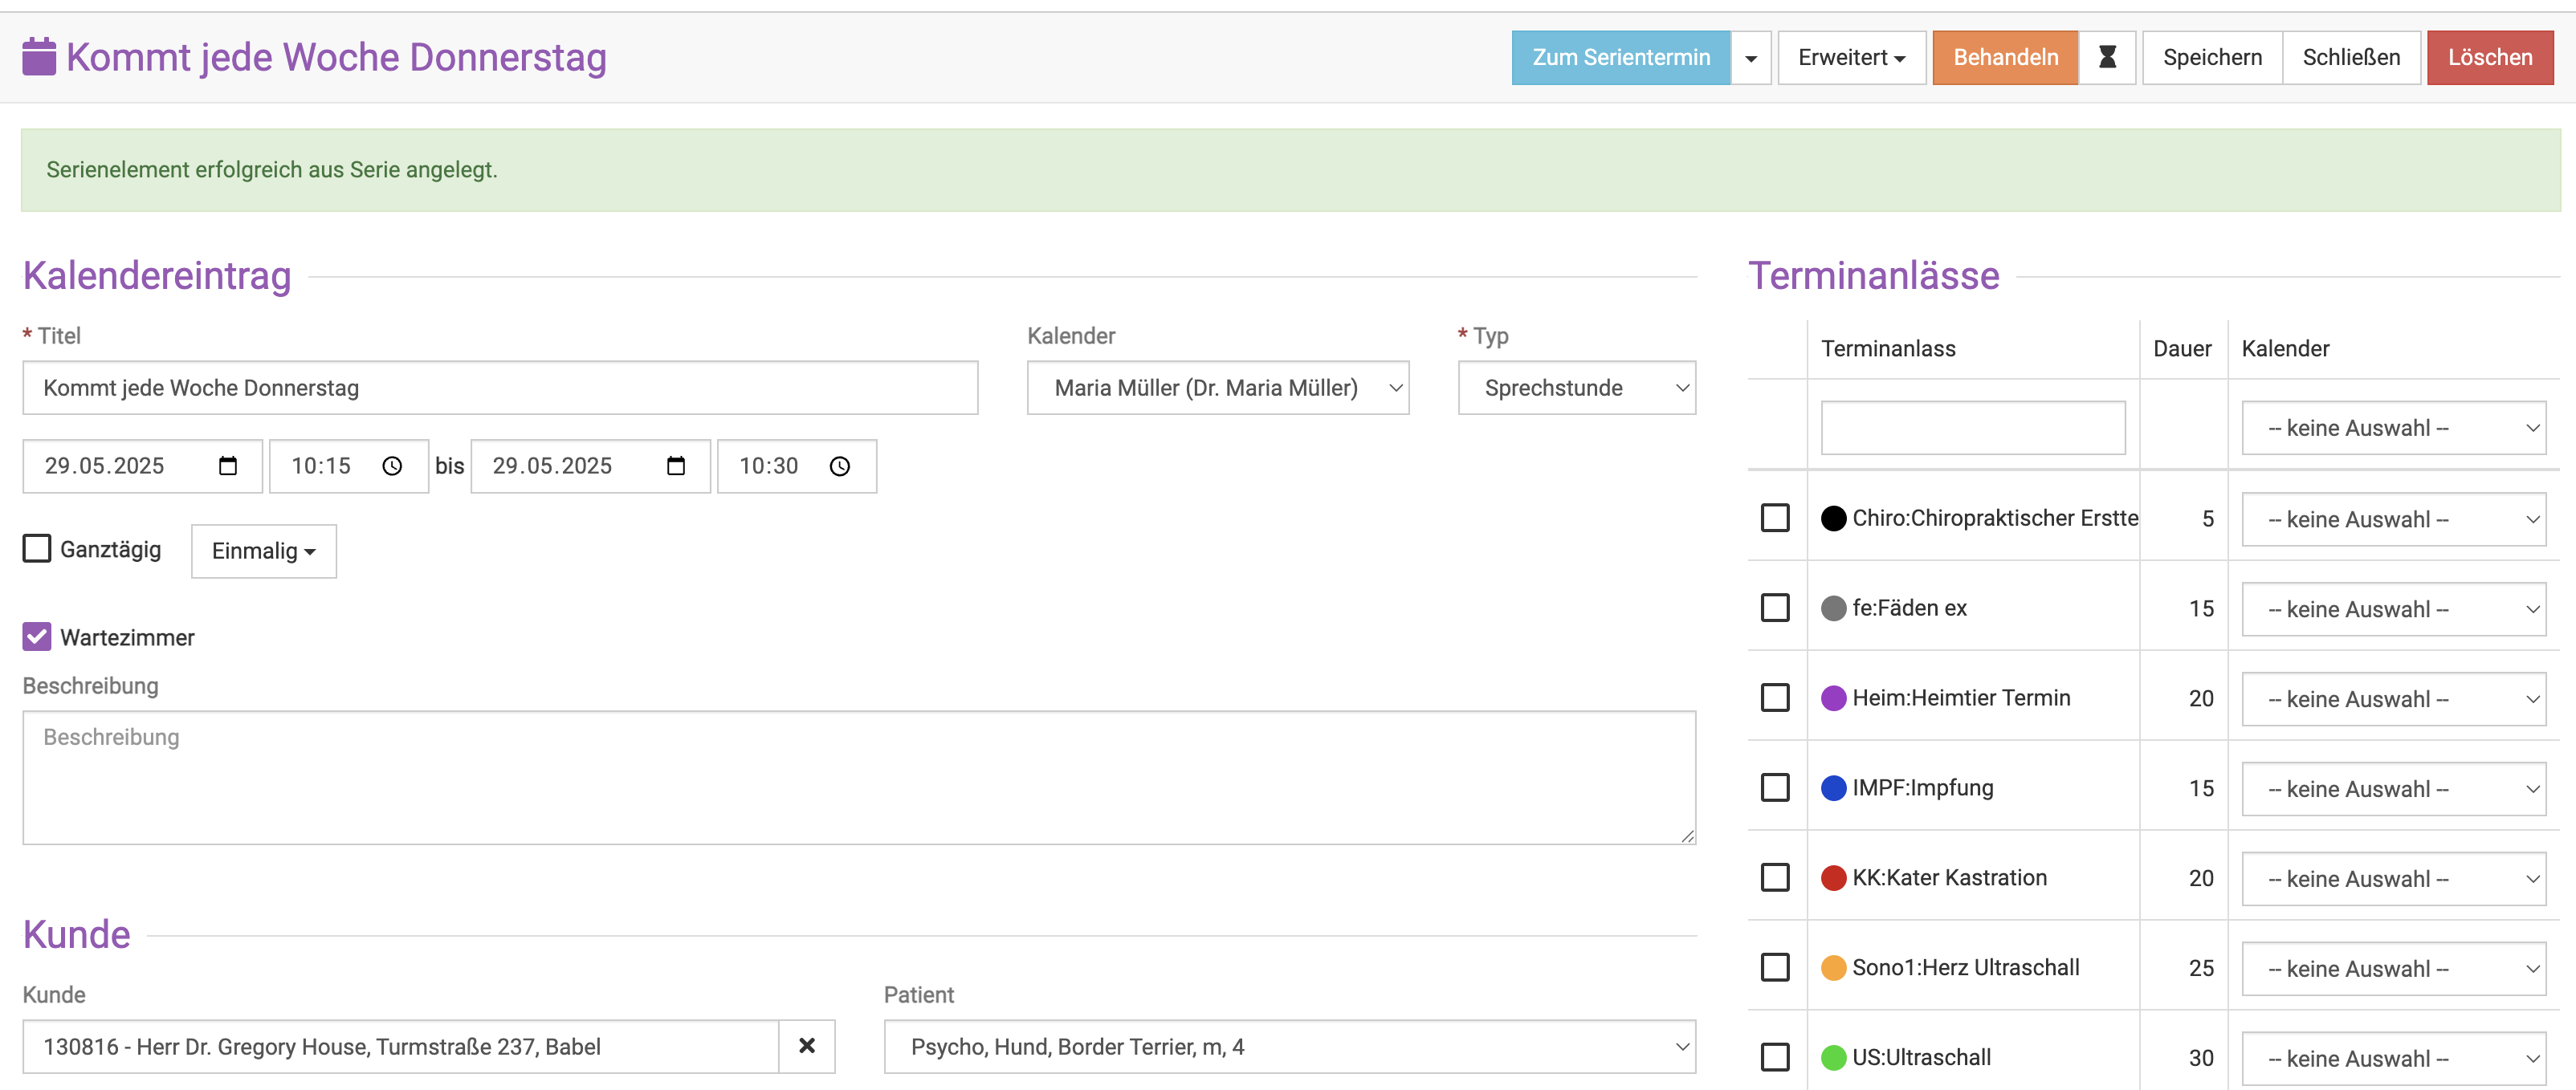 Kommt jede Woche Donnerstag
Zum Serientermin
Erweitert
Behandeln
Speichern
Schließen
Löschen
Serienelement erfolgreich aus Serie angelegt.
Kalendereintrag
* Titel
Kalender
* Typ
Kommt jede Woche Donnerstag
Maria Müller (Dr. Maria Müller)
Sprechstunde
29.05.2025
10:15
bis
29.05.2025
10:30
Ganztägig
Einmalig
Wartezimmer
Beschreibung
Beschreibung
Kunde
Kunde
Patient
130816 - Herr Dr. Gregory House, Turmstraße 237, Babel
Psycho, Hund, Border Terrier, m, 4
Terminanlässe
Terminanlass Dauer Kalender
-- keine Auswahl --
Chiro:Chiropraktischer Erstte 5 -- keine Auswahl --
fe:Fäden ex 15 -- keine Auswahl --
Heim:Heimtier Termin 20 -- keine Auswahl --
IMPF:Impfung 15 -- keine Auswahl --
KK:Kater Kastration 20 -- keine Auswahl --
Sono1:Herz Ultraschall 25 -- keine Auswahl --
US:Ultraschall 30 -- keine Auswahl --